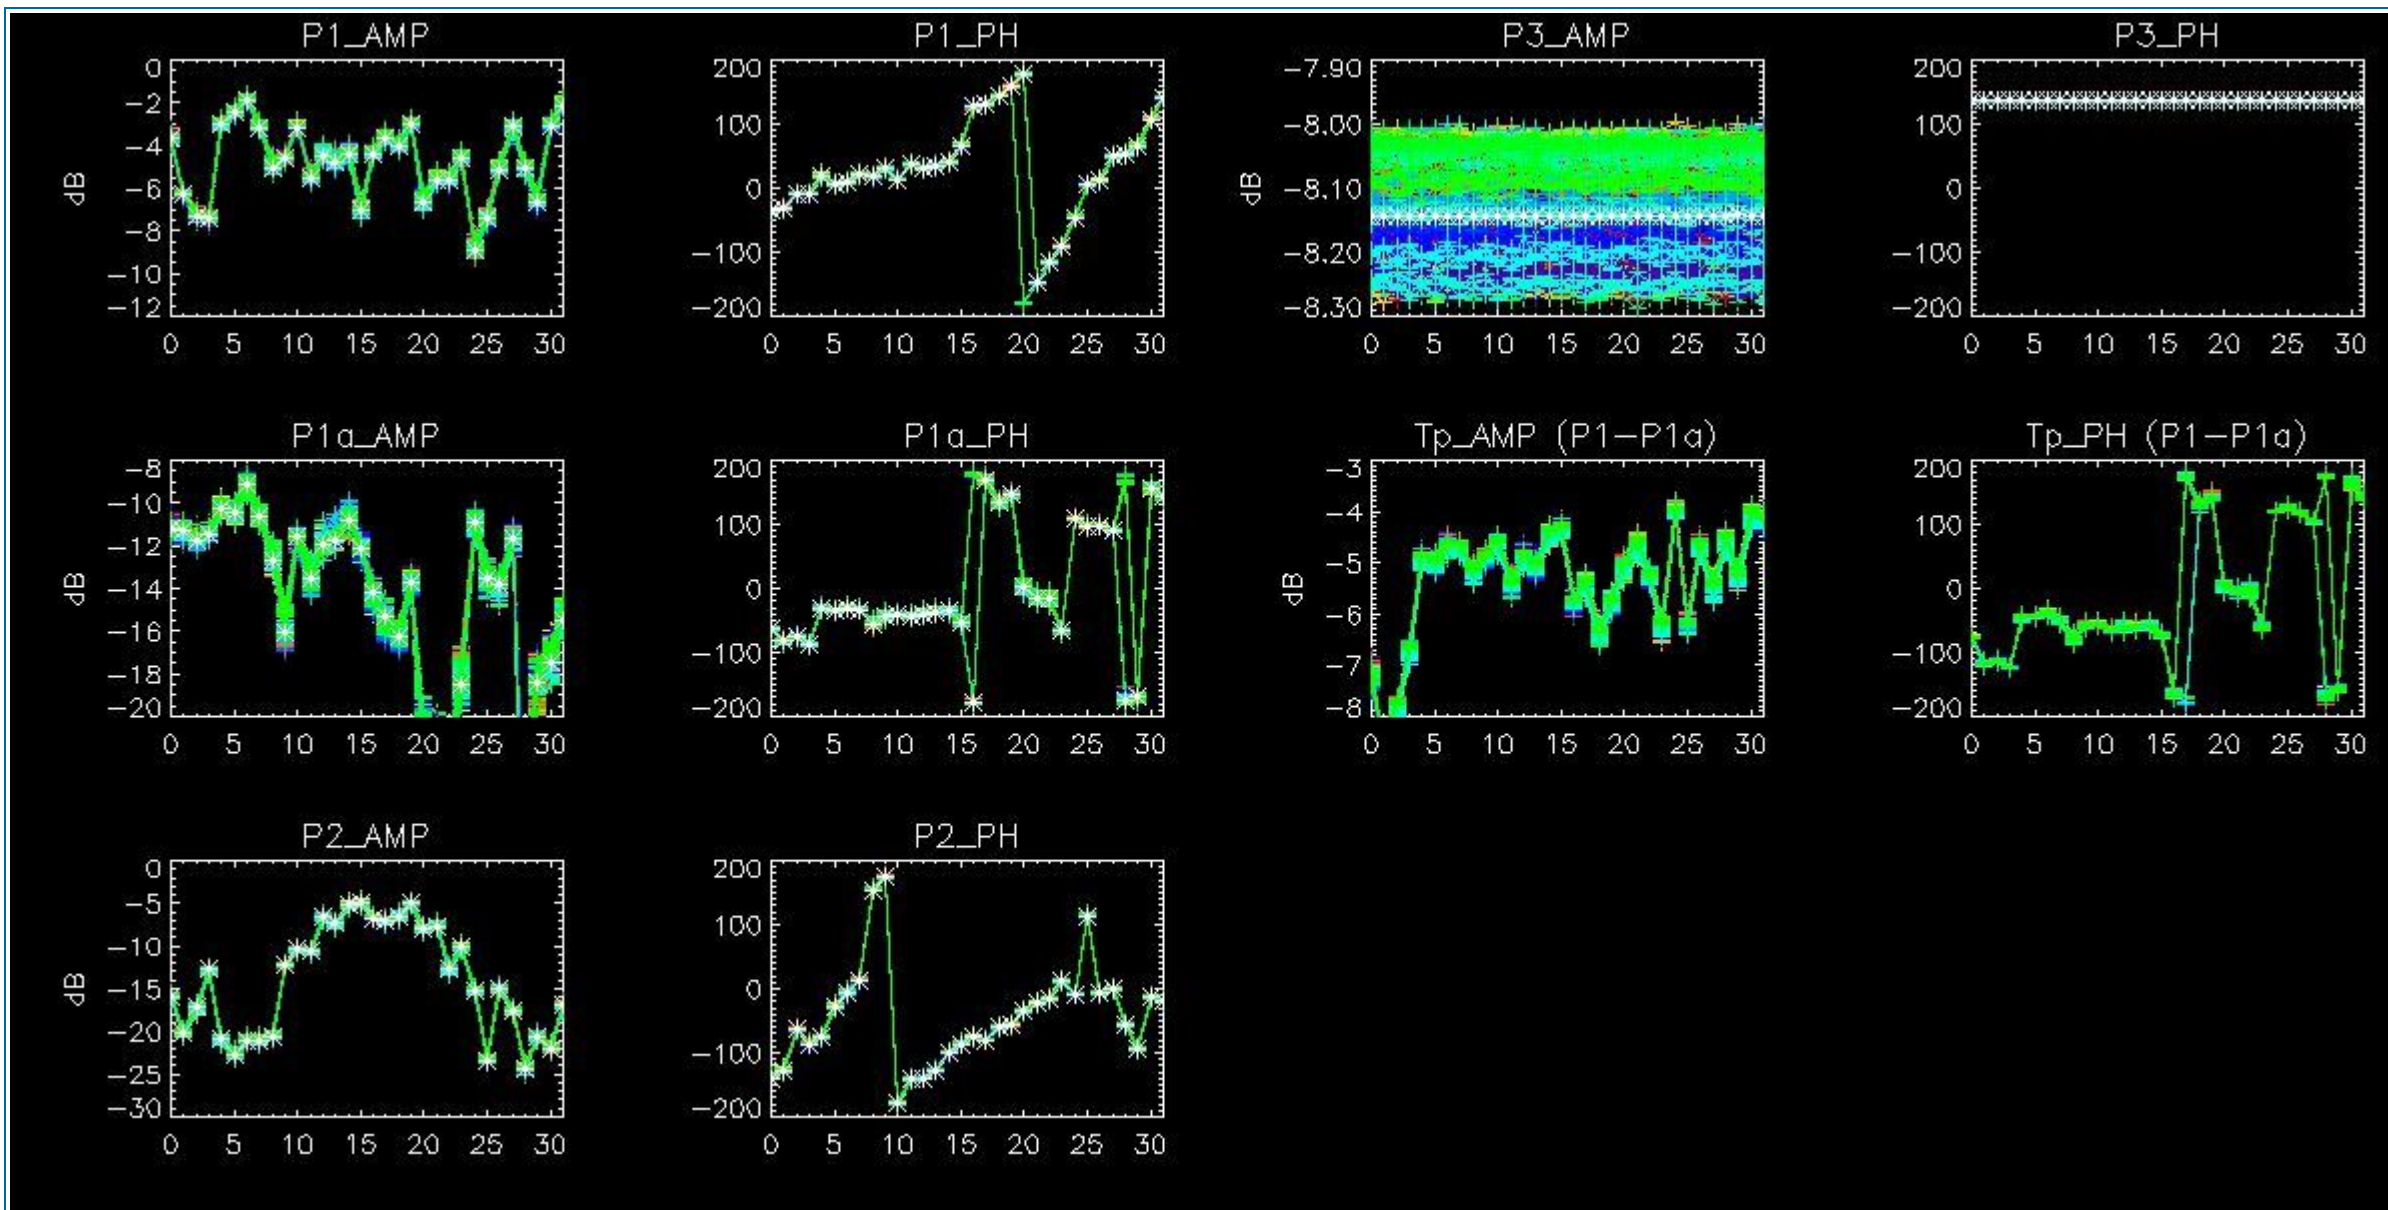 P1_AMP
P1_PH
P3_AMP
P3_PH
0
−2
−4
−6
−8
−10
−12
dB
0 5 10 15 20 25 30
200
100
0
−100
−200
0 5 10 15 20 25 30
−7.90
−8.00
−8.10
−8.20
−8.30
dB
0 5 10 15 20 25 30
200
100
0
−100
−200
0 5 10 15 20 25 30
P1a_AMP
P1a_PH
Tp_AMP (P1−P1a)
Tp_PH (P1−P1a)
−8
−10
−12
−14
−16
−18
−20
dB
0 5 10 15 20 25 30
200
100
0
−100
−200
0 5 10 15 20 25 30
−3
−4
−5
−6
−7
−8
dB
0 5 10 15 20 25 30
200
100
0
−100
−200
0 5 10 15 20 25 30
P2_AMP
P2_PH
0
−5
−10
−15
−20
−25
−30
dB
0 5 10 15 20 25 30
200
100
0
−100
−200
0 5 10 15 20 25 30